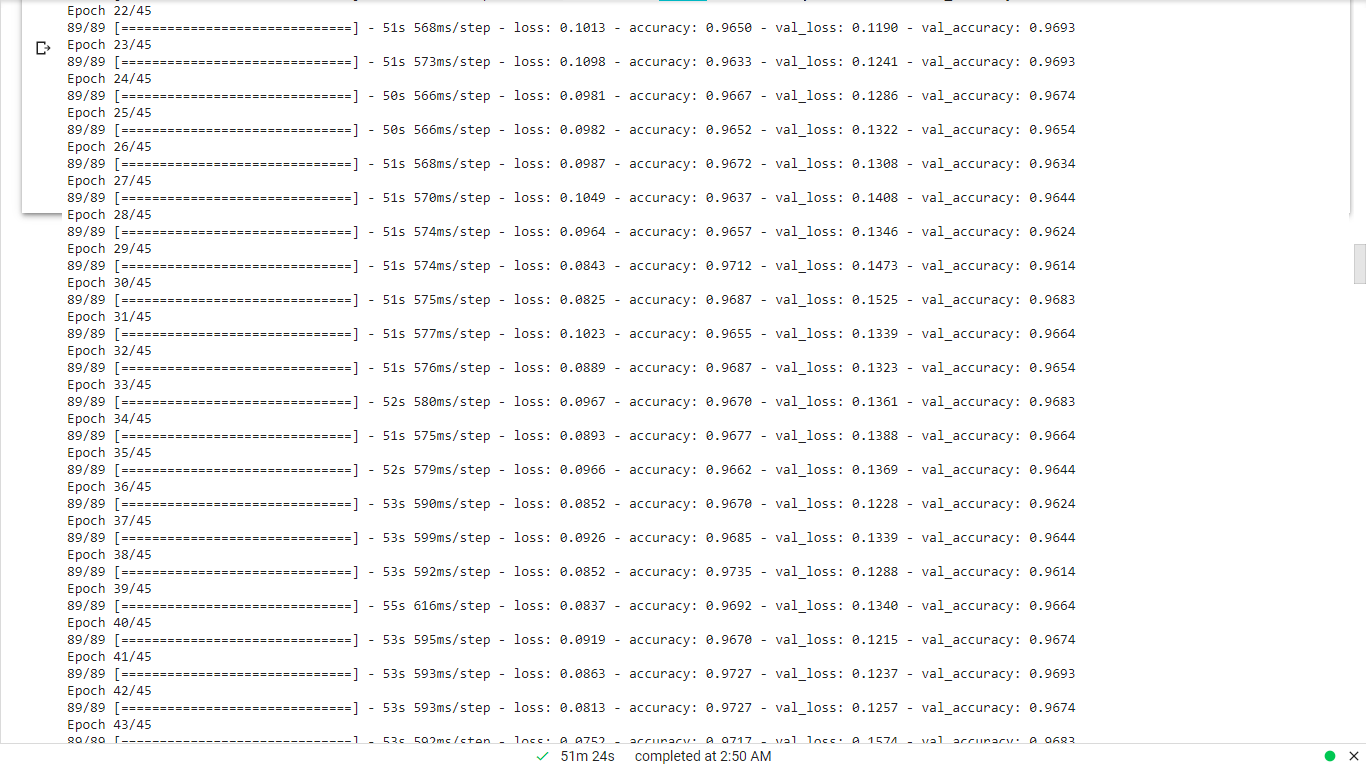 Epoch 22/45
89/89 [==============================] - 51s 568ms/step - loss: 0.1013 - accuracy: 0.9650 - val_loss: 0.1190 - val_accuracy: 0.9693
Epoch 23/45
89/89 [==============================] - 51s 573ms/step - loss: 0.1098 - accuracy: 0.9633 - val_loss: 0.1241 - val_accuracy: 0.9693
Epoch 24/45
89/89 [==============================] - 50s 566ms/step - loss: 0.0981 - accuracy: 0.9667 - val_loss: 0.1286 - val_accuracy: 0.9674
Epoch 25/45
89/89 [==============================] - 50s 566ms/step - loss: 0.0982 - accuracy: 0.9652 - val_loss: 0.1322 - val_accuracy: 0.9654
Epoch 26/45
89/89 [==============================] - 51s 568ms/step - loss: 0.0987 - accuracy: 0.9672 - val_loss: 0.1308 - val_accuracy: 0.9634
Epoch 27/45
89/89 [==============================] - 51s 570ms/step - loss: 0.1049 - accuracy: 0.9637 - val_loss: 0.1408 - val_accuracy: 0.9644
Epoch 28/45
89/89 [==============================] - 51s 574ms/step - loss: 0.0964 - accuracy: 0.9657 - val_loss: 0.1346 - val_accuracy: 0.9624
Epoch 29/45
89/89 [==============================] - 51s 574ms/step - loss: 0.0843 - accuracy: 0.9712 - val_loss: 0.1473 - val_accuracy: 0.9614
Epoch 30/45
89/89 [==============================] - 51s 575ms/step - loss: 0.0825 - accuracy: 0.9687 - val_loss: 0.1525 - val_accuracy: 0.9683
Epoch 31/45
89/89 [==============================] - 51s 577ms/step - loss: 0.1023 - accuracy: 0.9655 - val_loss: 0.1339 - val_accuracy: 0.9664
Epoch 32/45
89/89 [==============================] - 51s 576ms/step - loss: 0.0889 - accuracy: 0.9687 - val_loss: 0.1323 - val_accuracy: 0.9654
Epoch 33/45
89/89 [==============================] - 52s 580ms/step - loss: 0.0967 - accuracy: 0.9670 - val_loss: 0.1361 - val_accuracy: 0.9683
Epoch 34/45
89/89 [==============================] - 51s 575ms/step - loss: 0.0893 - accuracy: 0.9677 - val_loss: 0.1388 - val_accuracy: 0.9664
Epoch 35/45
89/89 [==============================] - 52s 579ms/step - loss: 0.0966 - accuracy: 0.9662 - val_loss: 0.1369 - val_accuracy: 0.9644
Epoch 36/45
89/89 [==============================] - 53s 590ms/step - loss: 0.0852 - accuracy: 0.9670 - val_loss: 0.1228 - val_accuracy: 0.9624
Epoch 37/45
89/89 [==============================] - 53s 599ms/step - loss: 0.0926 - accuracy: 0.9685 - val_loss: 0.1339 - val_accuracy: 0.9644
Epoch 38/45
89/89 [==============================] - 53s 592ms/step - loss: 0.0852 - accuracy: 0.9735 - val_loss: 0.1288 - val_accuracy: 0.9614
Epoch 39/45
89/89 [==============================] - 55s 616ms/step - loss: 0.0837 - accuracy: 0.9692 - val_loss: 0.1340 - val_accuracy: 0.9664
Epoch 40/45
89/89 [==============================] - 53s 595ms/step - loss: 0.0919 - accuracy: 0.9670 - val_loss: 0.1215 - val_accuracy: 0.9674
Epoch 41/45
89/89 [==============================] - 53s 593ms/step - loss: 0.0863 - accuracy: 0.9727 - val_loss: 0.1237 - val_accuracy: 0.9693
Epoch 42/45
89/89 [==============================] - 53s 593ms/step - loss: 0.0813 - accuracy: 0.9727 - val_loss: 0.1257 - val_accuracy: 0.9674
Epoch 43/45
89/89 [==============================] - 53s 592ms/step - loss: 0.0752 - accuracy: 0.9717 - val_loss: 0.1574 - val_accuracy: 0.9683
51m 24s completed at 2:50 AM